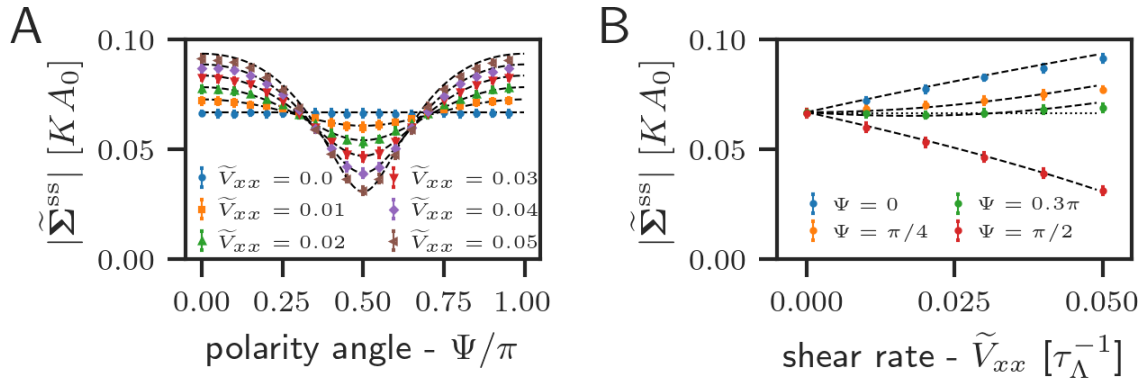 A
|Σ̃^ss| [KA₀]
0.10
0.05
0.00
Ṽxx = 0.0
Ṽxx = 0.01
Ṽxx = 0.02
Ṽxx = 0.03
Ṽxx = 0.04
Ṽxx = 0.05
0.00 0.25 0.50 0.75 1.00
polarity angle - Ψ/π
B
|Σ̃^ss| [KA₀]
0.10
0.05
0.00
Ψ = 0
Ψ = π/4
Ψ = 0.3π
Ψ = π/2
0.000 0.025 0.050
shear rate - Ṽxx [τ_Λ^−1]